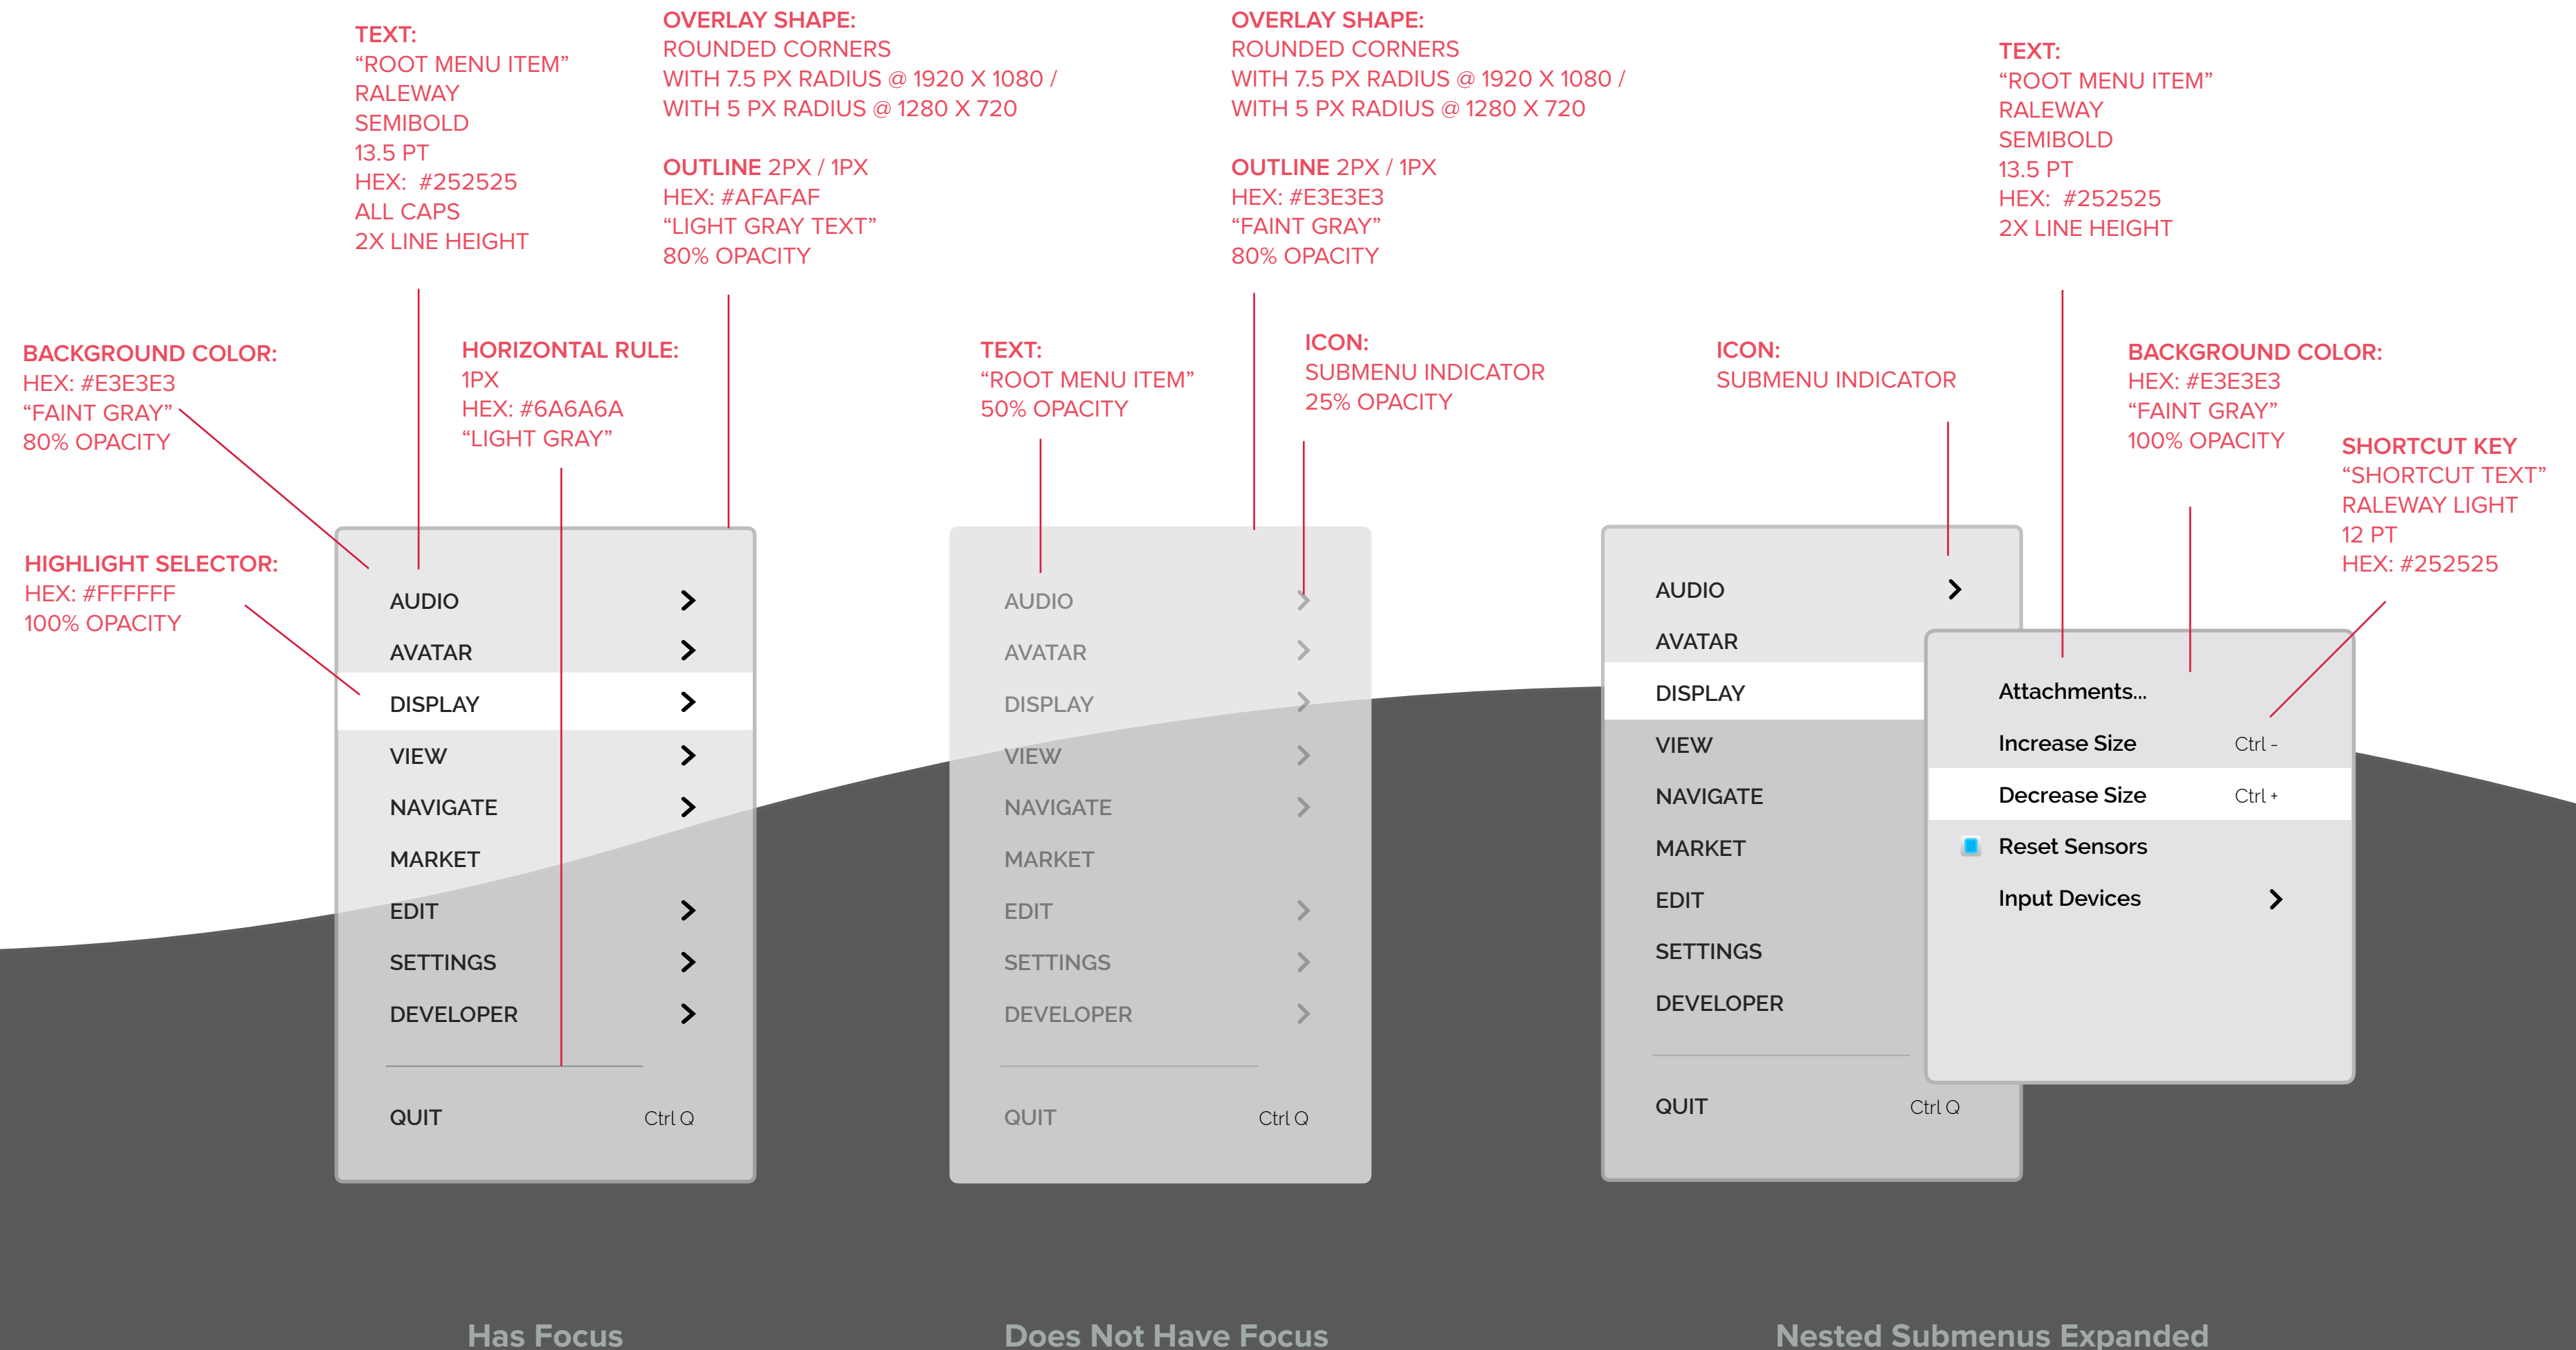 TEXT:
“ROOT MENU ITEM”
RALEWAY
SEMIBOLD
13.5 PT
HEX:  #252525
ALL CAPS
2X LINE HEIGHT
OVERLAY SHAPE:
ROUNDED CORNERS
WITH 7.5 PX RADIUS @ 1920 X 1080 /
WITH 5 PX RADIUS @ 1280 X 720
OUTLINE 2PX / 1PX
HEX: #AFAFAF
“LIGHT GRAY TEXT”
80% OPACITY
OVERLAY SHAPE:
ROUNDED CORNERS
WITH 7.5 PX RADIUS @ 1920 X 1080 /
WITH 5 PX RADIUS @ 1280 X 720
OUTLINE 2PX / 1PX
HEX: #E3E3E3
“FAINT GRAY”
80% OPACITY
TEXT:
“ROOT MENU ITEM”
RALEWAY
SEMIBOLD
13.5 PT
HEX:  #252525
2X LINE HEIGHT
BACKGROUND COLOR:
HEX: #E3E3E3
“FAINT GRAY”
80% OPACITY
HORIZONTAL RULE:
1PX
HEX: #6A6A6A
“LIGHT GRAY”
TEXT:
“ROOT MENU ITEM”
50% OPACITY
ICON:
SUBMENU INDICATOR
25% OPACITY
ICON:
SUBMENU INDICATOR
BACKGROUND COLOR:
HEX: #E3E3E3
“FAINT GRAY”
100% OPACITY
SHORTCUT KEY
“SHORTCUT TEXT”
RALEWAY LIGHT
12 PT
HEX: #252525
HIGHLIGHT SELECTOR:
HEX: #FFFFFF
100% OPACITY
AUDIO
AVATAR
DISPLAY
VIEW
NAVIGATE
MARKET
EDIT
SETTINGS
DEVELOPER
QUIT Ctrl Q
AUDIO
AVATAR
DISPLAY
VIEW
NAVIGATE
MARKET
EDIT
SETTINGS
DEVELOPER
QUIT Ctrl Q
AUDIO
AVATAR
DISPLAY
VIEW
NAVIGATE
MARKET
EDIT
SETTINGS
DEVELOPER
QUIT Ctrl Q
Attachments...
Increase Size Ctrl -
Decrease Size Ctrl +
Reset Sensors
Input Devices
Has Focus
Does Not Have Focus
Nested Submenus Expanded